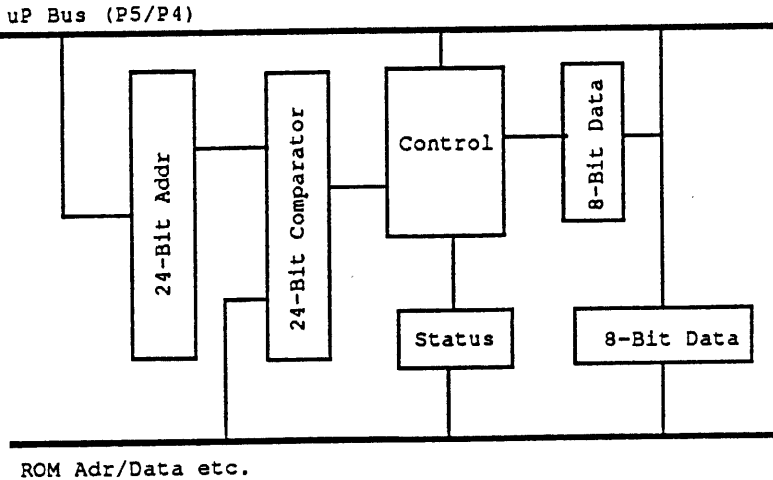 uP Bus (P5/P4)
24-Bit Addr
24-Bit Comparator
Control
8-Bit Data
Status
8-Bit Data
ROM Adr/Data etc.